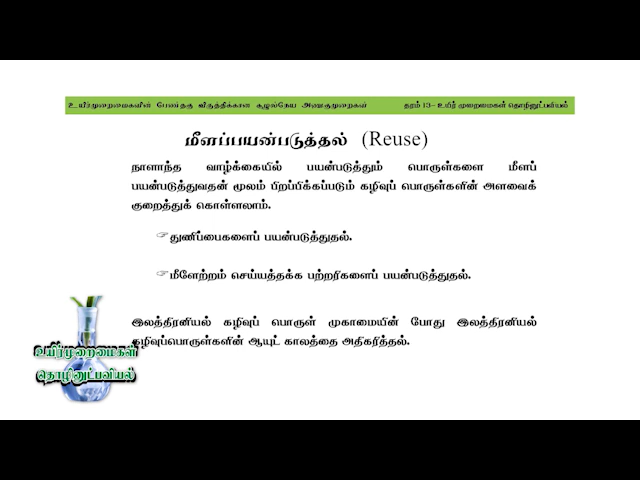 உயிர்முறைமைகளின் பேண்தகு விருத்திக்கான சூழல்நேய அணுகுமுறைகள் தரம் 13– உயிர் முறைமைகள் தொழினுட்பவியல்
மீளப்பயன்படுத்தல் (Reuse)
நாளாந்த வாழ்க்கையில் பயன்படுத்தும் பொருள்களை மீளப்
பயன்படுத்துவதன் மூலம் பிறப்பிக்கப்படும் கழிவுப் பொருள்களின் அளவைக்
குறைத்துக் கொள்ளலாம்.
☞துணிப்பைகளைப் பயன்படுத்துதல்.
☞மீளேற்றம் செய்யத்தக்க பற்றரிகளைப் பயன்படுத்துதல்.
இலத்திரனியல் கழிவுப் பொருள் முகாமையின் போது இலத்திரனியல்
கழிவுப்பொருள்களின் ஆயுட் காலத்தை அதிகரித்தல்.
உயிர்முறைமைகள்
தொழினுட்பவியல்